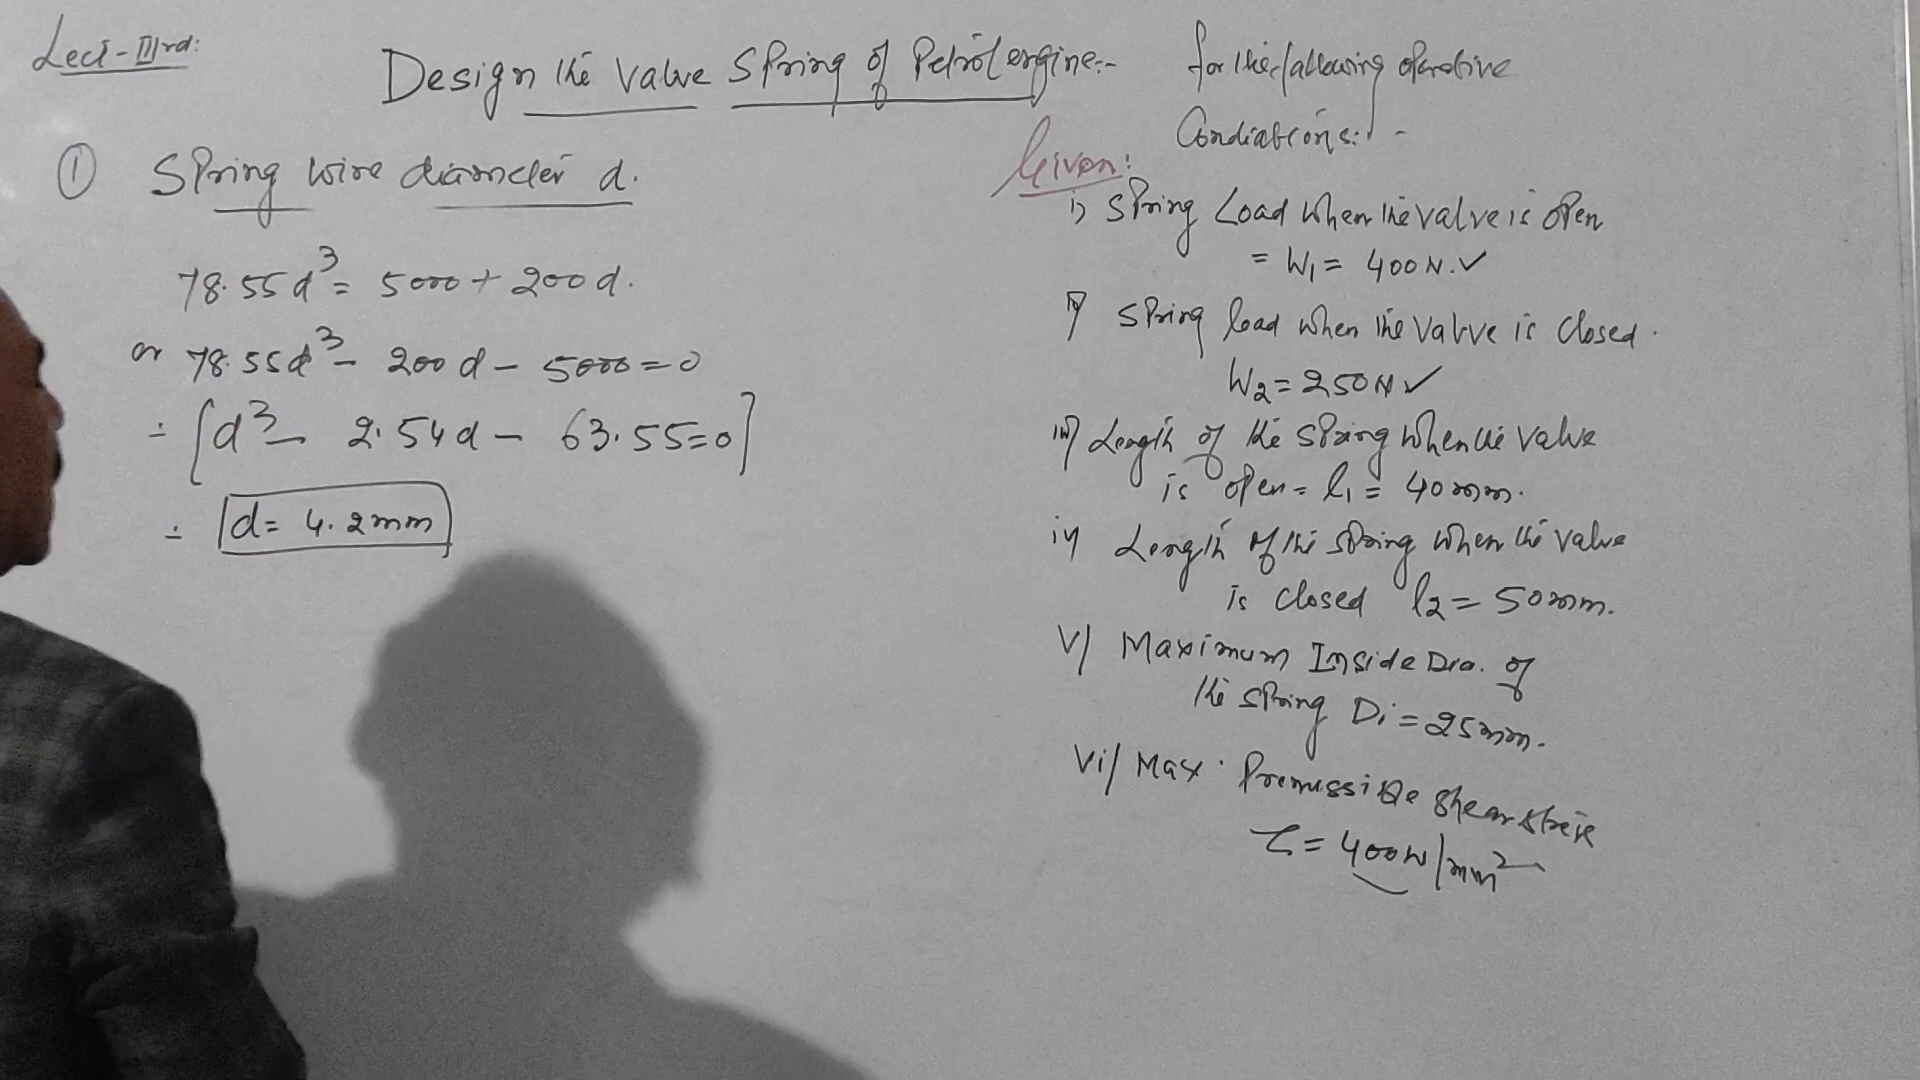 Lect-IIIrd:
Design the Valve Spring of Petrol engine:- for the following operative
Condiations:-
① Spring wire diameter d.
78.55d³ = 5000 + 200d.
or 78.55d³ - 200d - 5000 = 0
∴ [d³ - 2.54d - 63.55=0]
∴ d = 4.2mm
Given:
i) Spring Load when the valve is open
= W₁ = 400N. ✓
ii) Spring load when the valve is closed.
W₂ = 250N ✓
iii) Length of the spring when the valve
is open = l₁ = 40mm.
iv) Length of the spring when the valve
is closed l₂ = 50mm.
V) Maximum Inside Dia. of
the spring Di = 25mm.
Vi) Max. Premissible shear stress
τ = 400N/mm²